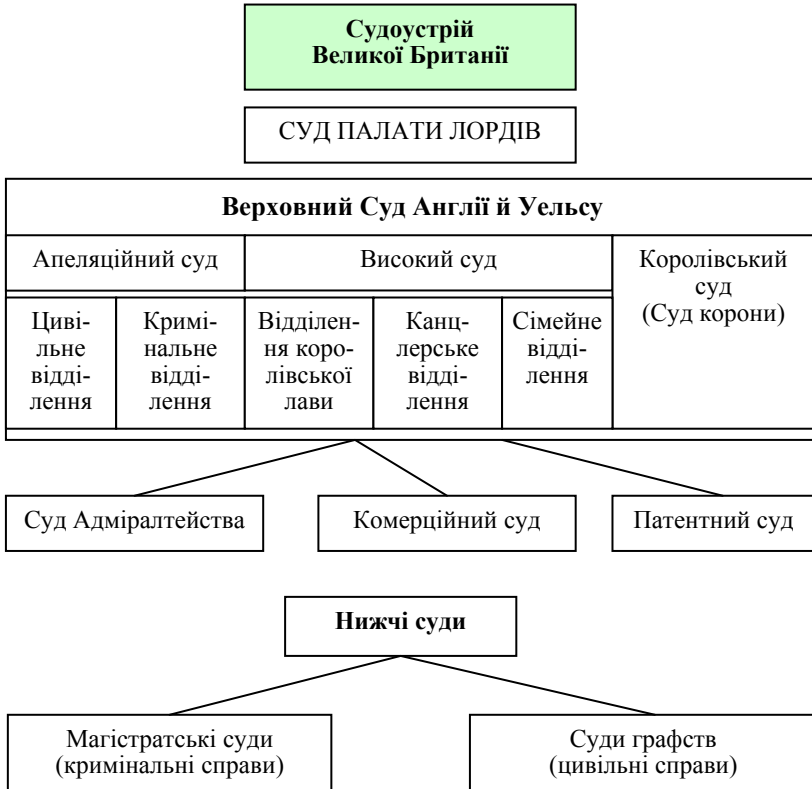 Судоустрій
Великої Британії
СУД ПАЛАТИ ЛОРДІВ
Верховний Суд Англії й Уельсу
Апеляційний суд
Високий суд
Королівський
суд
(Суд корони)
Циві-
льне
відді-
лення
Кримі-
нальне
відді-
лення
Відділен-
ня коро-
лівської
лави
Канц-
лерське
відді-
лення
Сімейне
відді-
лення
Суд Адміралтейства
Комерційний суд
Патентний суд
Нижчі суди
Магістратські суди
(кримінальні справи)
Суди графств
(цивільні справи)